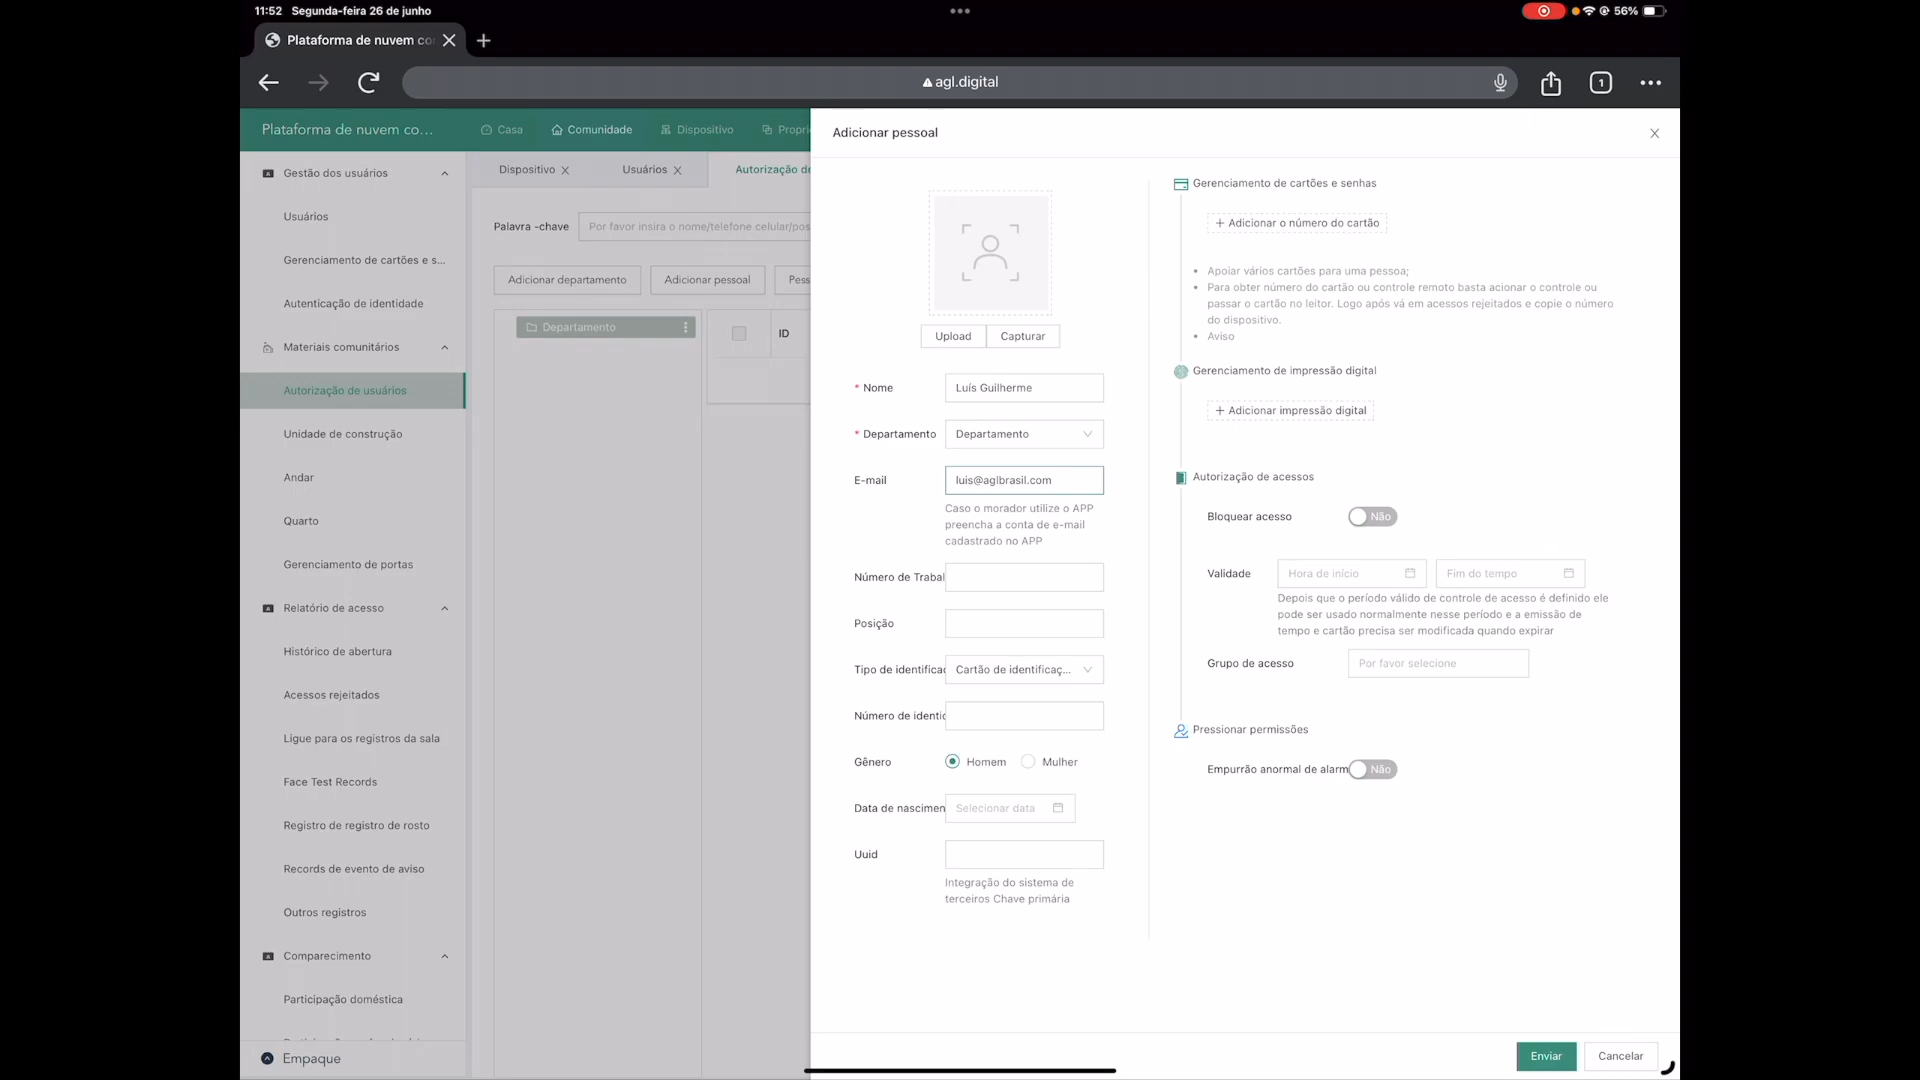 11:52 Segunda-feira 26 de junho
56%
Plataforma de nuvem co
agl.digital
1
Plataforma de nuvem co...
Casa
Comunidade
Dispositivo
Gestão dos usuários
Usuários
Gerenciamento de cartões e s...
Autenticação de identidade
Materiais comunitários
Autorização de usuários
Unidade de construção
Andar
Quarto
Gerenciamento de portas
Relatório de acesso
Histórico de abertura
Acessos rejeitados
Ligue para os registros da sala
Face Test Records
Registro de registro de rosto
Records de evento de aviso
Outros registros
Comparecimento
Participação doméstica
Empaque
Dispositivo
Usuários
Autorização de
Palavra -chave
Por favor insira o nome/telefone celular/pos
Adicionar departamento
Adicionar pessoal
Pess
Departamento
ID
Adicionar pessoal
Upload
Capturar
* Nome
Luís Guilherme
* Departamento
Departamento
E-mail
luis@aglbrasil.com
Caso o morador utilize o APP
preencha a conta de e-mail
cadastrado no APP
Número de Trabal
Posição
Tipo de identificaç
Cartão de identificaç...
Número de identic
Gênero
Homem
Mulher
Data de nascimen
Selecionar data
Uuid
Integração do sistema de
terceiros Chave primária
Gerenciamento de cartões e senhas
+ Adicionar o número do cartão
• Apoiar vários cartões para uma pessoa;
• Para obter número do cartão ou controle remoto basta acionar o controle ou
passar o cartão no leitor. Logo após vá em acessos rejeitados e copie o número
do dispositivo.
• Aviso
Gerenciamento de impressão digital
+ Adicionar impressão digital
Autorização de acessos
Bloquear acesso
Não
Validade
Hora de início
Fim do tempo
Depois que o período válido de controle de acesso é definido ele
pode ser usado normalmente nesse período e a emissão de
tempo e cartão precisa ser modificada quando expirar
Grupo de acesso
Por favor selecione
Pressionar permissões
Empurrão anormal de alarm
Não
Enviar
Cancelar